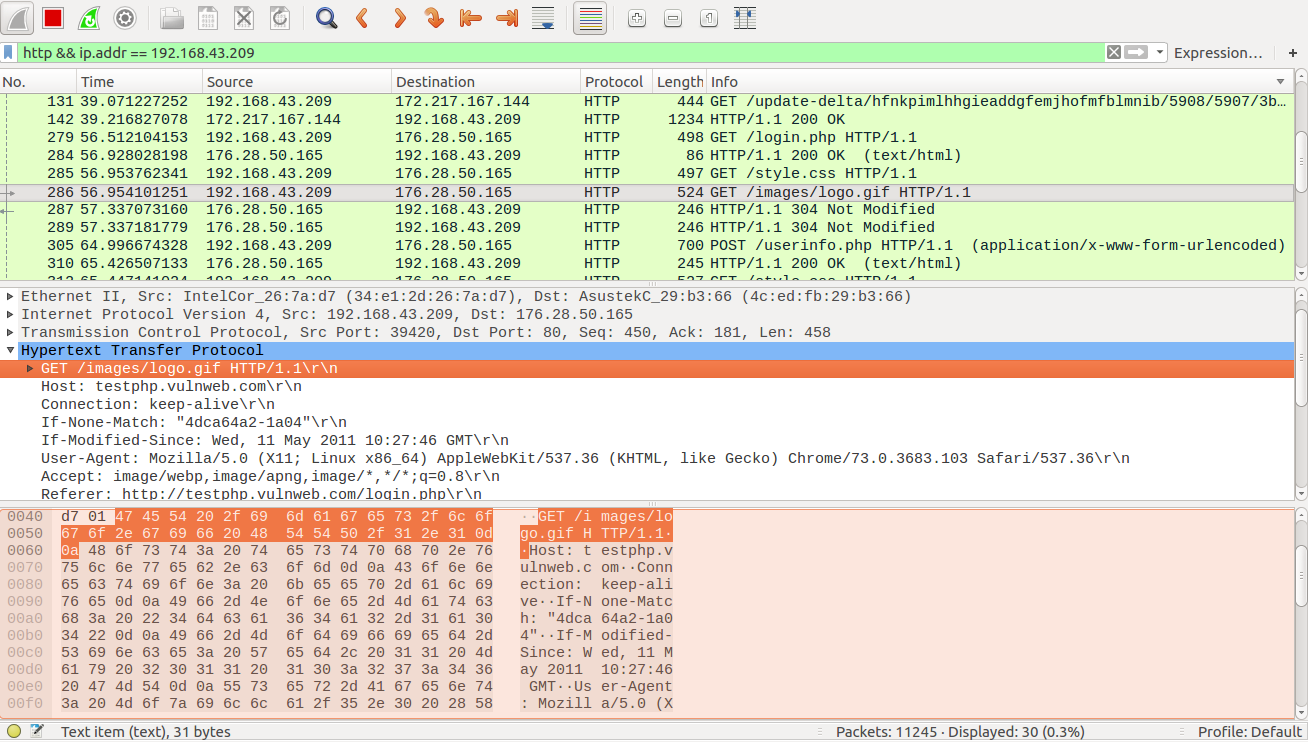 http && ip.addr == 192.168.43.209 Expression… +
No. Time Source Destination Protocol Length Info
131 39.071227252 192.168.43.209 172.217.167.144 HTTP 444 GET /update-delta/hfnkpimlhhgieaddgfemjhofmfblmnib/5908/5907/3b…
142 39.216827078 172.217.167.144 192.168.43.209 HTTP 1234 HTTP/1.1 200 OK
279 56.512104153 192.168.43.209 176.28.50.165 HTTP 498 GET /login.php HTTP/1.1
284 56.928028198 176.28.50.165 192.168.43.209 HTTP 86 HTTP/1.1 200 OK (text/html)
285 56.953762341 192.168.43.209 176.28.50.165 HTTP 497 GET /style.css HTTP/1.1
286 56.954101251 192.168.43.209 176.28.50.165 HTTP 524 GET /images/logo.gif HTTP/1.1
287 57.337073160 176.28.50.165 192.168.43.209 HTTP 246 HTTP/1.1 304 Not Modified
289 57.337181779 176.28.50.165 192.168.43.209 HTTP 246 HTTP/1.1 304 Not Modified
305 64.996674328 192.168.43.209 176.28.50.165 HTTP 700 POST /userinfo.php HTTP/1.1 (application/x-www-form-urlencoded)
310 65.426507133 176.28.50.165 192.168.43.209 HTTP 245 HTTP/1.1 200 OK (text/html)
192.168.43.209 176.28.50.165 HTTP GET /style.css HTTP/1.1
Ethernet II, Src: IntelCor_26:7a:d7 (34:e1:2d:26:7a:d7), Dst: AsustekC_29:b3:66 (4c:ed:fb:29:b3:66)
Internet Protocol Version 4, Src: 192.168.43.209, Dst: 176.28.50.165
Transmission Control Protocol, Src Port: 39420, Dst Port: 80, Seq: 450, Ack: 181, Len: 458
Hypertext Transfer Protocol
GET /images/logo.gif HTTP/1.1\r\n
Host: testphp.vulnweb.com\r\n
Connection: keep-alive\r\n
If-None-Match: "4dca64a2-1a04"\r\n
If-Modified-Since: Wed, 11 May 2011 10:27:46 GMT\r\n
User-Agent: Mozilla/5.0 (X11; Linux x86_64) AppleWebKit/537.36 (KHTML, like Gecko) Chrome/73.0.3683.103 Safari/537.36\r\n
Accept: image/webp,image/apng,image/*,*/*;q=0.8\r\n
Referer: http://testphp.vulnweb.com/login.php\r\n
0040 d7 01 47 45 54 20 2f 69 6d 61 67 65 73 2f 6c 6f ··GET /i mages/lo
0050 67 6f 2e 67 69 66 20 48 54 54 50 2f 31 2e 31 0d go.gif H TTP/1.1·
0060 0a 48 6f 73 74 3a 20 74 65 73 74 70 68 70 2e 76 ·Host: t estphp.v
0070 75 6c 6e 77 65 62 2e 63 6f 6d 0d 0a 43 6f 6e 6e ulnweb.c om··Conn
0080 65 63 74 69 6f 6e 3a 20 6b 65 65 70 2d 61 6c 69 ection: keep-ali
0090 76 65 0d 0a 49 66 2d 4e 6f 6e 65 2d 4d 61 74 63 ve··If-N one-Matc
00a0 68 3a 20 22 34 64 63 61 36 34 61 32 2d 31 61 30 h: "4dca 64a2-1a0
00b0 34 22 0d 0a 49 66 2d 4d 6f 64 69 66 69 65 64 2d 4"··If-M odified-
00c0 53 69 6e 63 65 3a 20 57 65 64 2c 20 31 31 20 4d Since: W ed, 11 M
00d0 61 79 20 32 30 31 31 20 31 30 3a 32 37 3a 34 36 ay 2011 10:27:46
00e0 20 47 4d 54 0d 0a 55 73 65 72 2d 41 67 65 6e 74 GMT··Us er-Agent
00f0 3a 20 4d 6f 7a 69 6c 6c 61 2f 35 2e 30 20 28 58 : Mozill a/5.0 (X
Text item (text), 31 bytes Packets: 11245 · Displayed: 30 (0.3%) Profile: Default